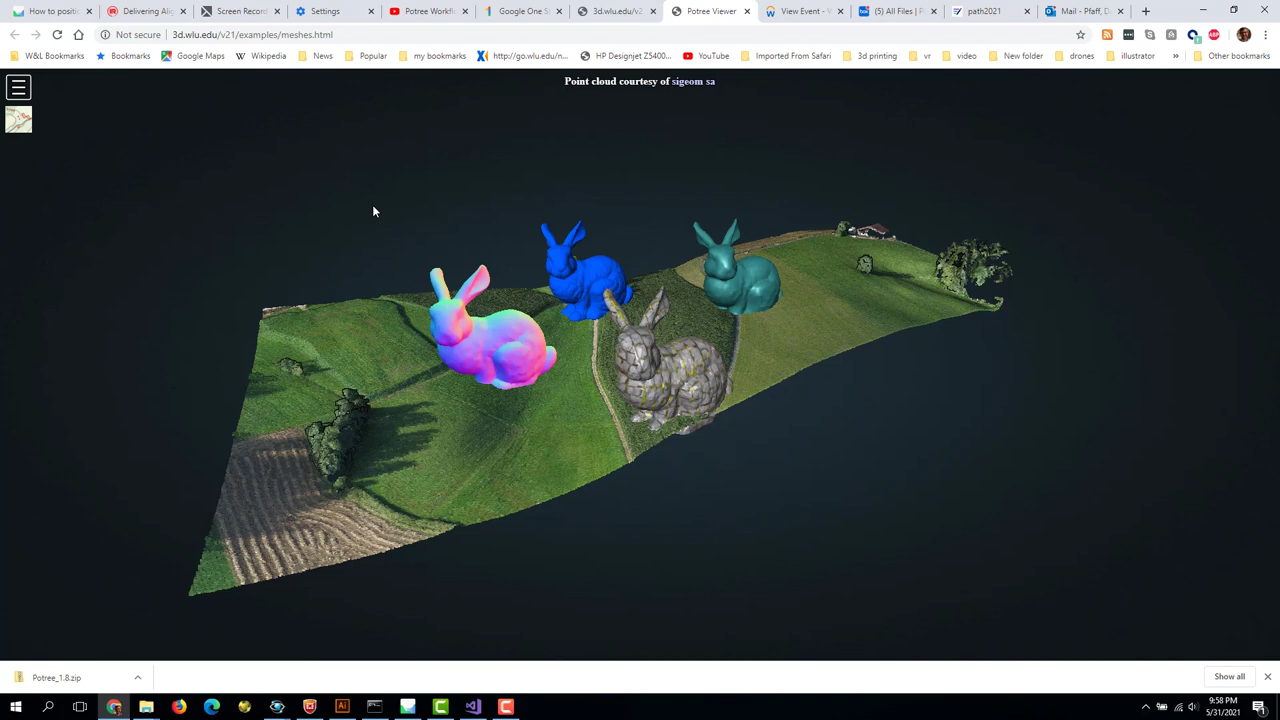 How to positi
Delivering Alig
Screen Record
Settings
Potree Workfl
Google One S
3d.wlu.edu/v2
Potree Viewer
View Event - W
(5) All Files | P
path2021
Mail - Pfaff, D
Not secure
3d.wlu.edu/v21/examples/meshes.html
W&L Bookmarks
Bookmarks
Google Maps
Wikipedia
News
Popular
my bookmarks
http://go.wlu.edu/n...
HP Designjet Z5400...
YouTube
Imported From Safari
3d printing
vr
New folder
video
drones
illustrator
»
Other bookmarks
Point cloud courtesy of sigeom sa
Potree_1.8.zip
Show all
9:58 PM
5/31/2021